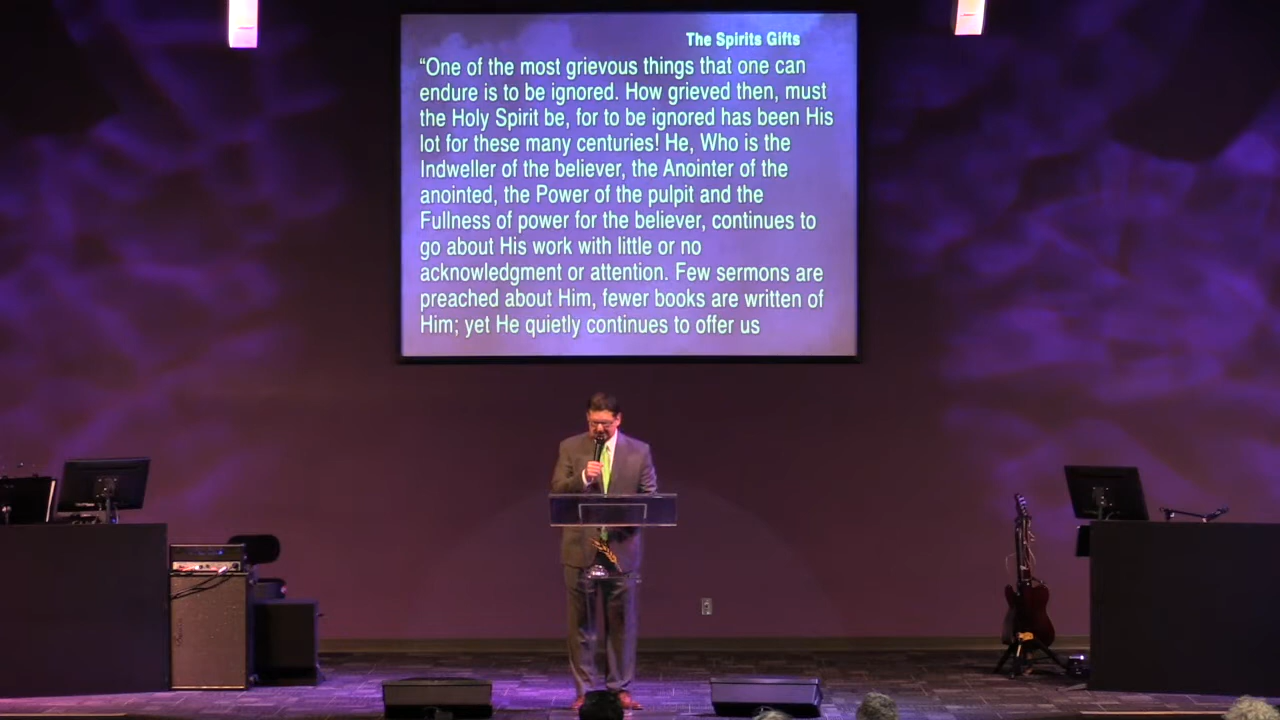 The Spirits Gifts
“One of the most grievous things that one can
endure is to be ignored. How grieved then, must
the Holy Spirit be, for to be ignored has been His
lot for these many centuries! He, Who is the
Indweller of the believer, the Anointer of the
anointed, the Power of the pulpit and the
Fullness of power for the believer, continues to
go about His work with little or no
acknowledgment or attention. Few sermons are
preached about Him, fewer books are written of
Him; yet He quietly continues to offer us